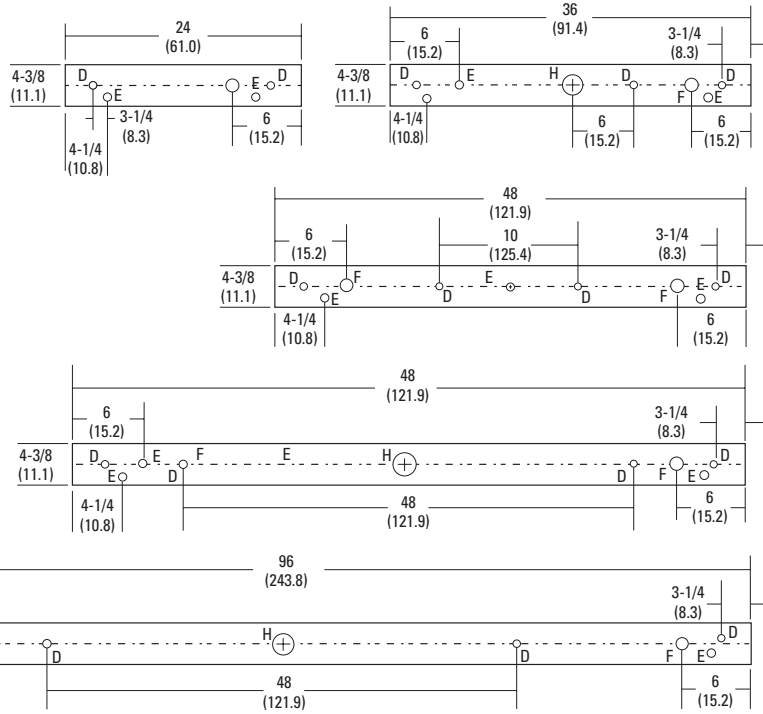 24
(61.0)
4-3/8
(11.1)
D
D
E
E
3-1/4
(8.3)
6
(15.2)
4-1/4
(10.8)
36
(91.4)
6
(15.2)
3-1/4
(8.3)
4-3/8
(11.1)
D
E
H
D
D
F
E
4-1/4
(10.8)
6
(15.2)
6
(15.2)
48
(121.9)
6
(15.2)
10
(125.4)
3-1/4
(8.3)
4-3/8
(11.1)
D
F
E
E
D
E
D
D
F
4-1/4
(10.8)
6
(15.2)
48
(121.9)
6
(15.2)
3-1/4
(8.3)
4-3/8
(11.1)
D
E
F
E
H
D
E
D
D
F
E
4-1/4
(10.8)
48
(121.9)
6
(15.2)
96
(243.8)
3-1/4
(8.3)
H
D
D
D
F
E
48
(121.9)
6
(15.2)